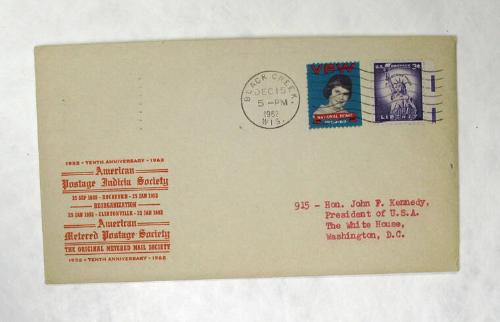 BLACK CREEK,
DEC 15
5 -PM
1962
WIS.
VFW
NATIONAL HOME
U.S. POSTAGE 3¢
LIBERTY
1952 - TENTH ANNIVERSARY - 1962
American
Postage Indicia Society
REORGANIZATION
American
Metered Postage Society
THE ORIGINAL METERED MAIL SOCIETY
1952 - TENTH ANNIVERSARY - 1962
915 - Hon. John F. Kennedy,
President of U.S.A.
The White House,
Washington, D.C.